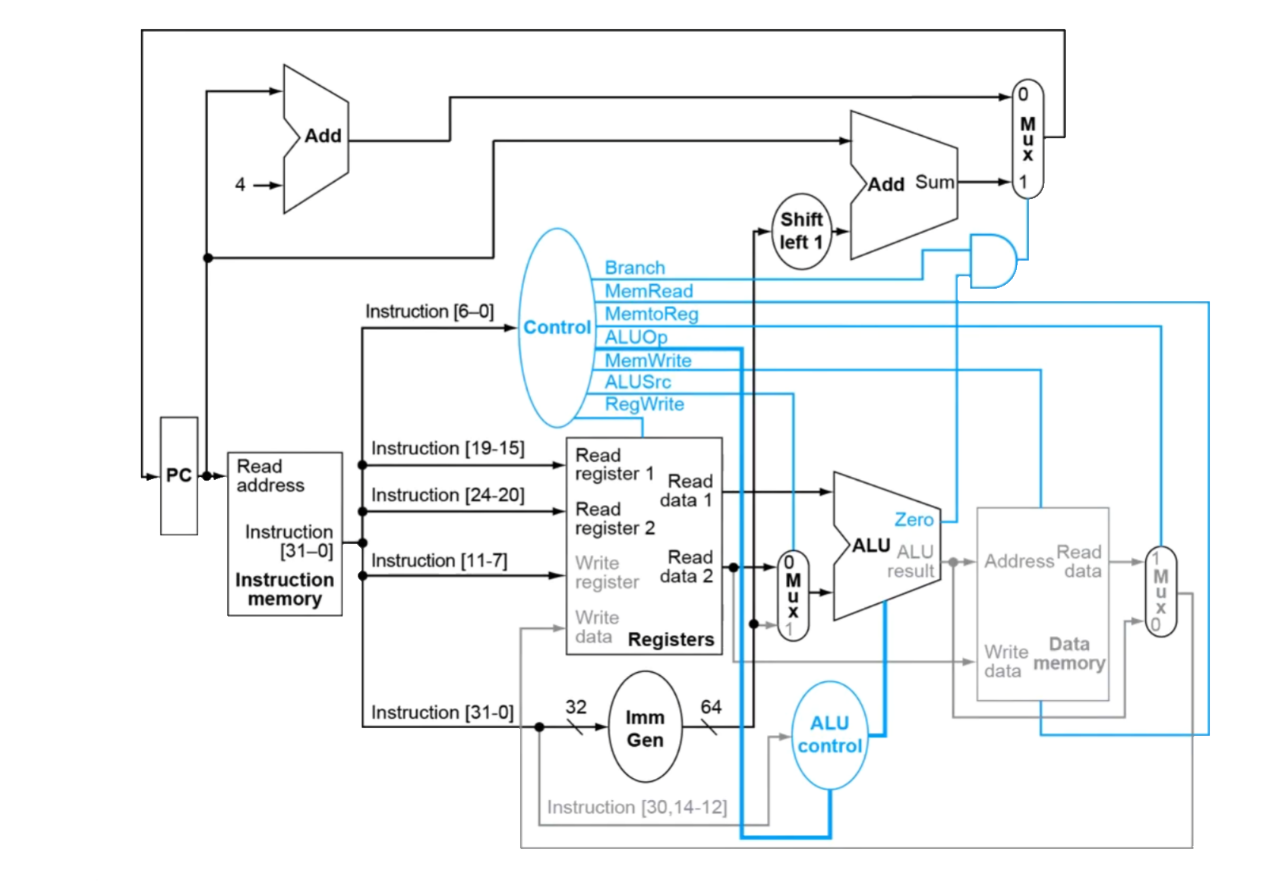 0
Mux
1
Add
4
Add
Sum
Shift
left 1
Branch
MemRead
MemtoReg
ALUOp
MemWrite
ALUSrc
RegWrite
Control
Instruction [6–0]
PC
Read
address
Instruction
[31–0]
Instruction
memory
Instruction [19-15]
Instruction [24-20]
Instruction [11-7]
Instruction [31-0]
Read
register 1
Read
register 2
Write
register
Write
data
Read
data 1
Read
data 2
Registers
0
Mux
1
Zero
ALU
ALU
result
Address
Read
data
Write
data
Data
memory
1
Mux
0
32
Imm
Gen
64
ALU
control
Instruction [30,14-12]